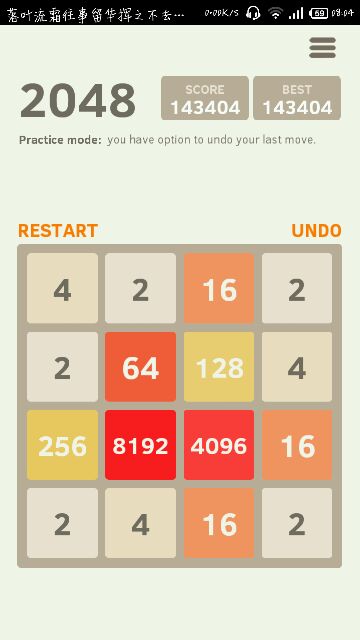 落叶流霜往事留华挥之不去… 0.00K/S 69 08:04
2048
SCORE
143404
BEST
143404
Practice mode: you have option to undo your last move.
RESTART UNDO
4 2 16 2
2 64 128 4
256 8192 4096 16
2 4 16 2